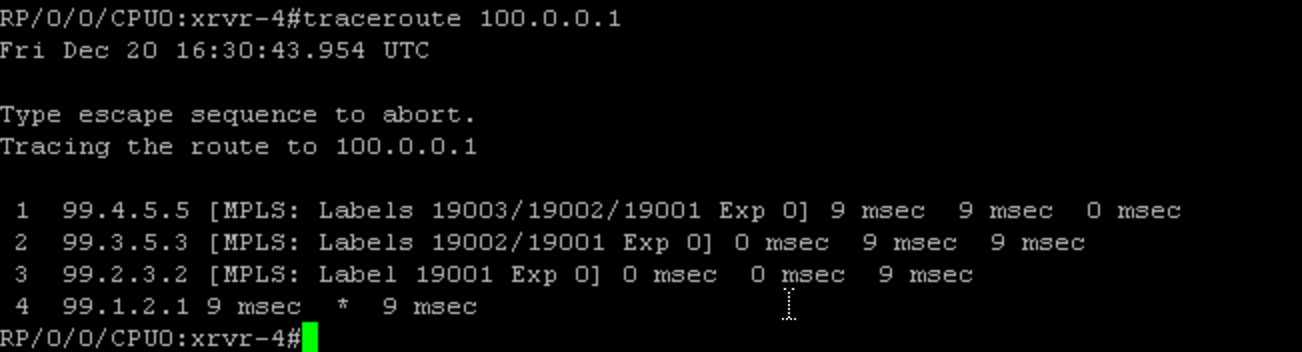 RP/0/0/CPU0:xrvr-4#traceroute 100.0.0.1
Fri Dec 20 16:30:43.954 UTC
Type escape sequence to abort.
Tracing the route to 100.0.0.1
1 99.4.5.5 [MPLS: Labels 19003/19002/19001 Exp 0] 9 msec 9 msec 0 msec
2 99.3.5.3 [MPLS: Labels 19002/19001 Exp 0] 0 msec 9 msec 9 msec
3 99.2.3.2 [MPLS: Label 19001 Exp 0] 0 msec 0 msec 9 msec
4 99.1.2.1 9 msec * 9 msec
RP/0/0/CPU0:xrvr-4#